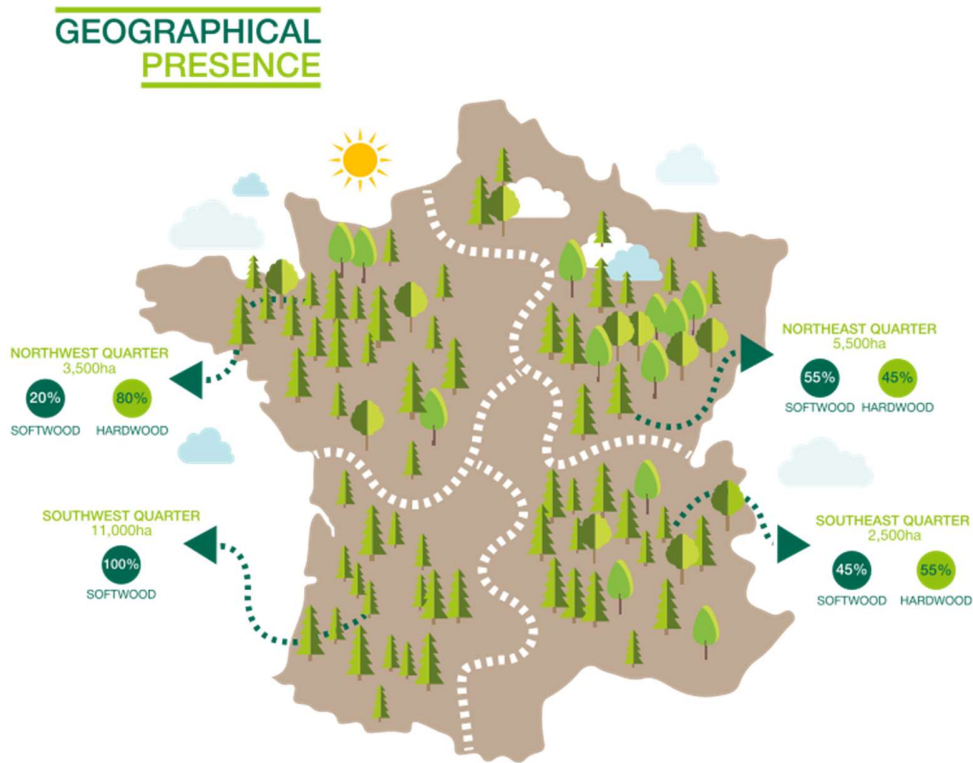 GEOGRAPHICAL
PRESENCE
NORTHWEST QUARTER
3,500ha
20%
80%
SOFTWOOD
HARDWOOD
NORTHEAST QUARTER
5,500ha
55%
45%
SOFTWOOD
HARDWOOD
SOUTHWEST QUARTER
11,000ha
100%
SOFTWOOD
SOUTHEAST QUARTER
2,500ha
45%
55%
SOFTWOOD
HARDWOOD